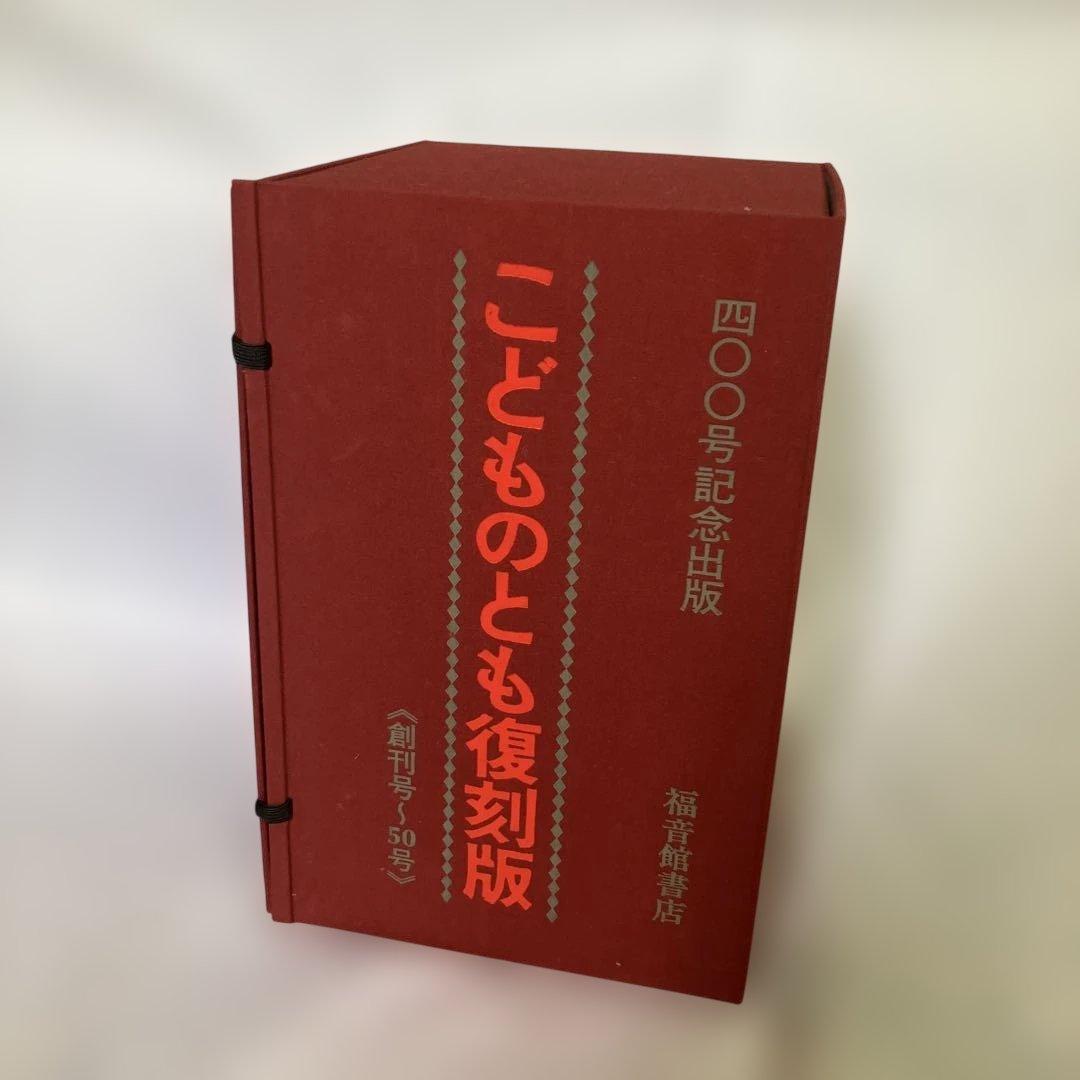 四〇〇号記念出版
福音館書店
こどものとも復刻版
《創刊号～50号》